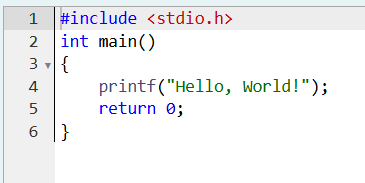 1 #include <stdio.h>
2 int main()
3 {
4     printf("Hello, World!");
5     return 0;
6 }